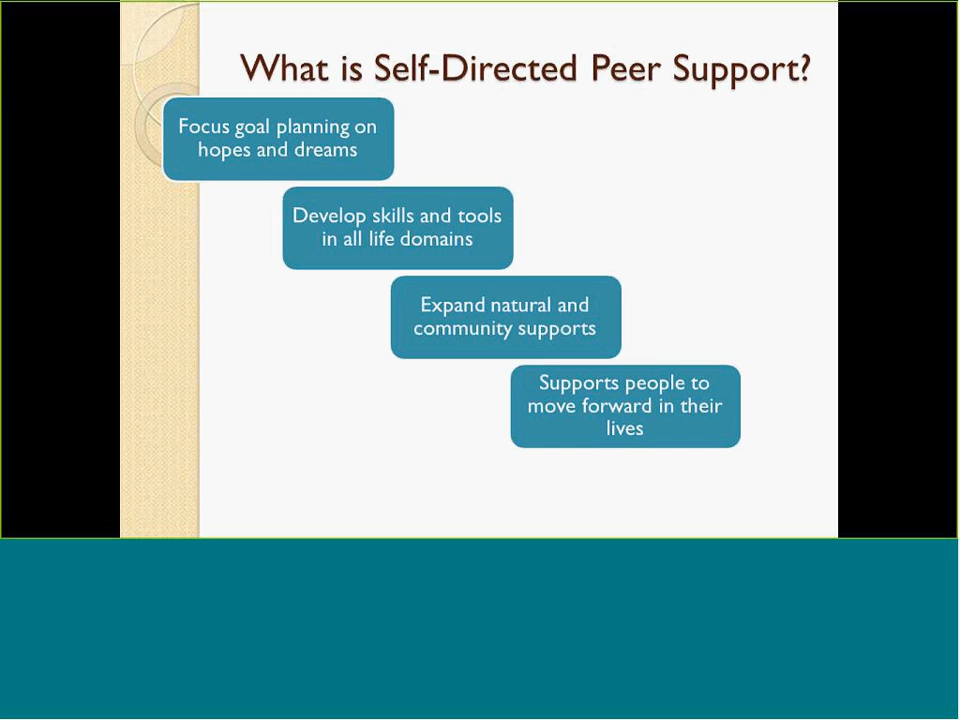 What is Self-Directed Peer Support?
Focus goal planning on
hopes and dreams
Develop skills and tools
in all life domains
Expand natural and
community supports
Supports people to
move forward in their
lives